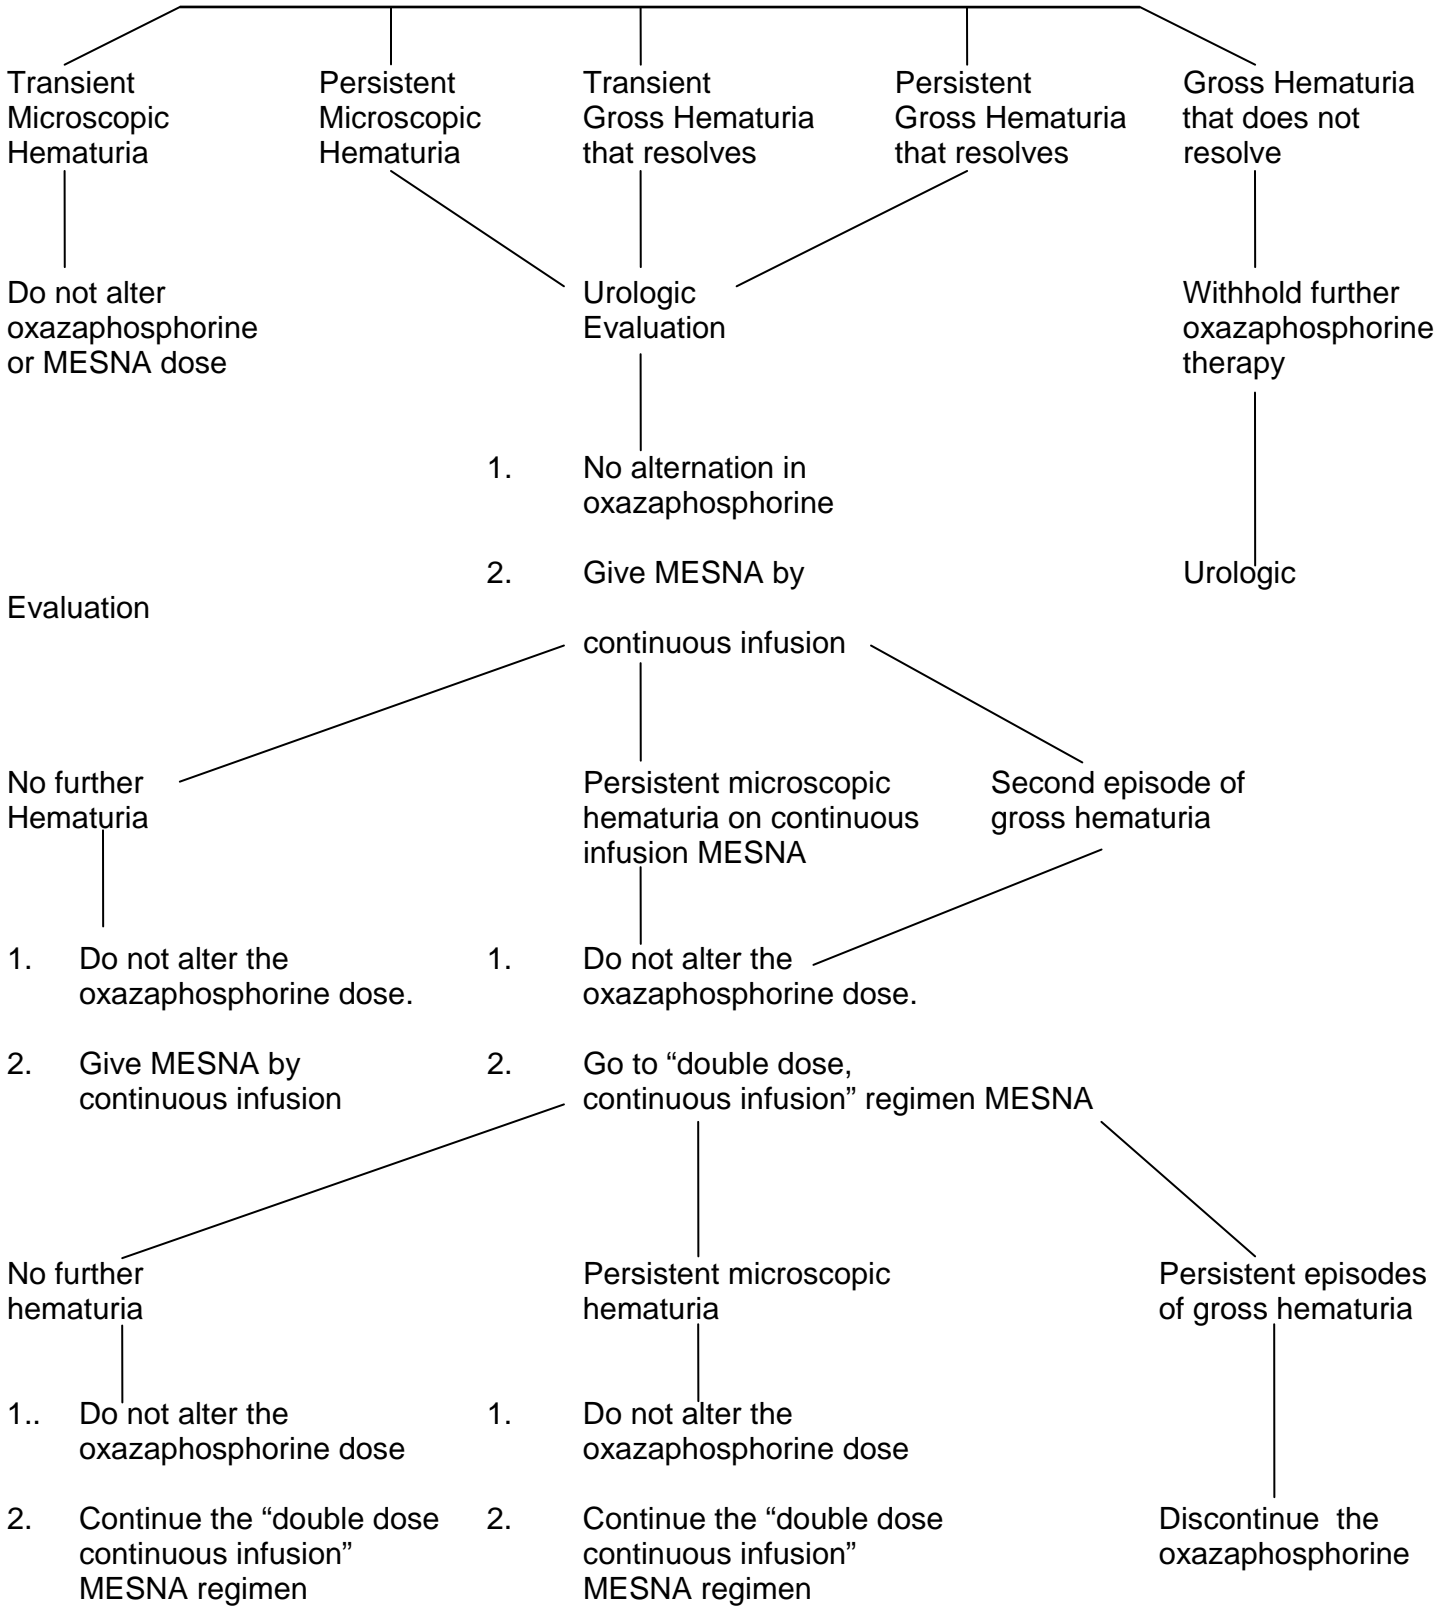 Transient
Microscopic
Hematuria
Persistent
Microscopic
Hematuria
Transient
Gross Hematuria
that resolves
Persistent
Gross Hematuria
that resolves
Gross Hematuria
that does not
resolve
Do not alter
oxazaphosphorine
or MESNA dose
Urologic
Evaluation
Withhold further
oxazaphosphorine
therapy
1. No alternation in
oxazaphosphorine
2. Give MESNA by
Urologic
Evaluation
continuous infusion
No further
Hematuria
Persistent microscopic
hematuria on continuous
infusion MESNA
Second episode of
gross hematuria
1. Do not alter the
oxazaphosphorine dose.
2. Give MESNA by
continuous infusion
1. Do not alter the
oxazaphosphorine dose.
2. Go to “double dose,
continuous infusion” regimen MESNA
No further
hematuria
Persistent microscopic
hematuria
Persistent episodes
of gross hematuria
1.. Do not alter the
oxazaphosphorine dose
2. Continue the “double dose
continuous infusion”
MESNA regimen
1. Do not alter the
oxazaphosphorine dose
2. Continue the “double dose
continuous infusion”
MESNA regimen
Discontinue the
oxazaphosphorine